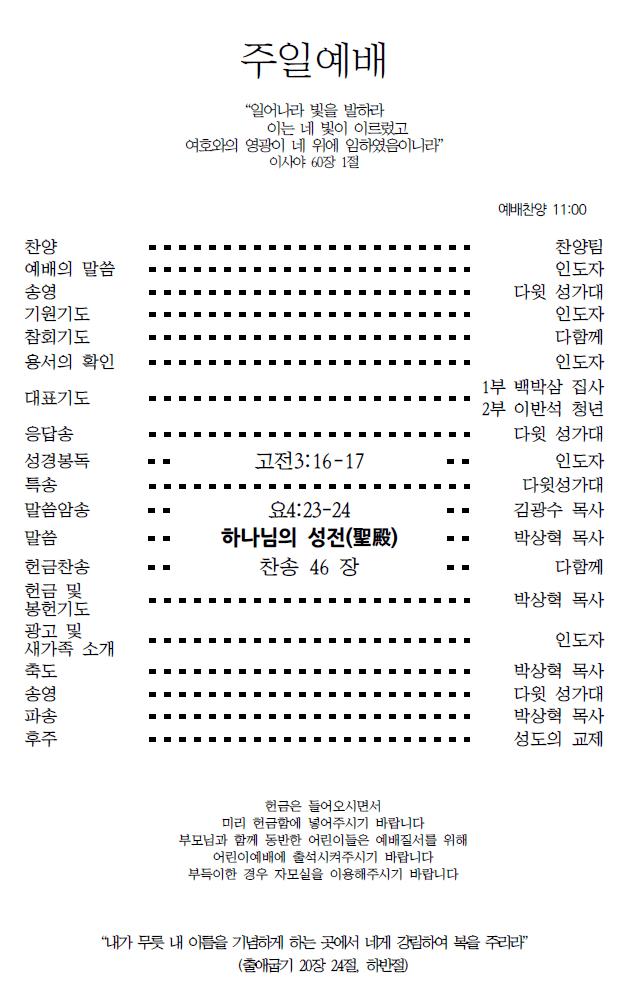 주일예배
“일어나라 빛을 발하라
이는 네 빛이 이르렀고
여호와의 영광이 네 위에 임하였음이니라”
이사야 60장 1절
예배찬양 11:00
찬양 찬양팀
예배의 말씀 인도자
송영 다윗 성가대
기원기도 인도자
참회기도 다함께
용서의 확인 인도자
대표기도 1부 백박삼 집사
2부 이반석 청년
응답송 다윗 성가대
성경봉독 고전3:16-17 인도자
특송 다윗성가대
말씀암송 요4:23-24 김광수 목사
말씀 하나님의 성전(聖殿) 박상혁 목사
헌금찬송 찬송 46 장 다함께
헌금 및
봉헌기도 박상혁 목사
광고 및
새가족 소개 인도자
축도 박상혁 목사
송영 다윗 성가대
파송 박상혁 목사
후주 성도의 교제
헌금은 들어오시면서
미리 헌금함에 넣어주시기 바랍니다
부모님과 함께 동반한 어린이들은 예배질서를 위해
어린이예배에 출석시켜주시기 바랍니다
부득이한 경우 자모실을 이용해주시기 바랍니다
“내가 무릇 내 이름을 기념하게 하는 곳에서 네게 강림하여 복을 주리라”
(출애굽기 20장 24절, 하반절)